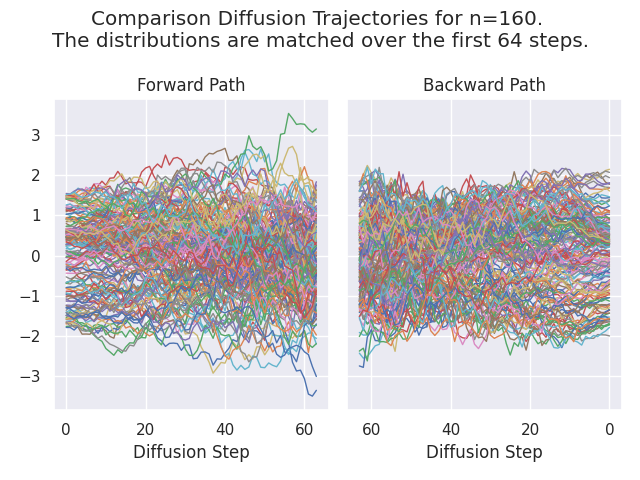 Comparison Diffusion Trajectories for n=160.
The distributions are matched over the first 64 steps.
Forward Path
Backward Path
3
2
1
0
−1
−2
−3
0 20 40 60
60 40 20 0
Diffusion Step
Diffusion Step